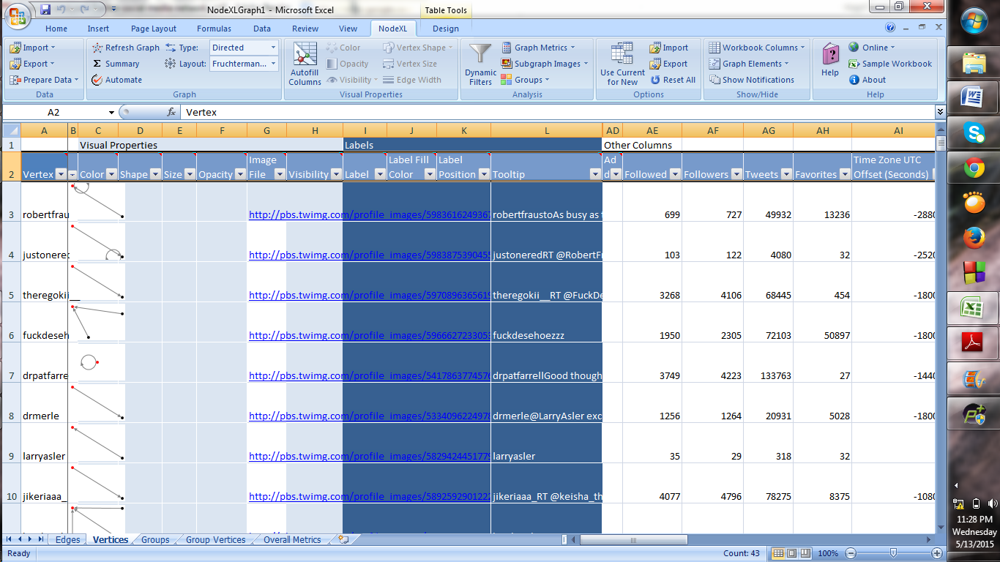 NodeXLGraph1 - Microsoft Excel
Table Tools
Home Insert Page Layout Formulas Data Review View NodeXL Design
Import Refresh Graph Type: Directed Color Vertex Shape Graph Metrics Import Workbook Columns Online
Export Summary Layout: Fruchterman... Opacity Vertex Size Subgraph Images Export Graph Elements Sample Workbook
Prepare Data Automate Autofill Columns Visibility Edge Width Dynamic Filters Groups Use Current for New Reset All Show Notifications Help About
Data Graph Visual Properties Analysis Options Show/Hide Help
A2 fx Vertex
A B C D E F G H I J K L AD AE AF AG AH AI
1 Visual Properties Labels Other Columns
2 Vertex Color Shape Size Opacity Image File Visibility Label Label Fill Color Label Position Tooltip Ad d Followed Followers Tweets Favorites Time Zone UTC Offset (Seconds)
3 robertfrau http://pbs.twimg.com/profile_images/5983616249367 robertfraustoAs busy as 699 727 49932 13236 -2880
4 justonered http://pbs.twimg.com/profile_images/5983875390455 justoneredRT @RobertFr 103 122 4080 32 -2520
5 theregokii__ http://pbs.twimg.com/profile_images/5970896365619 theregokii__RT @FuckDe 3268 4106 68445 454 -1800
6 fuckdeseh http://pbs.twimg.com/profile_images/5966627233053 fuckdesehoezzz 1950 2305 72103 50897 -1800
7 drpatfarre http://pbs.twimg.com/profile_images/5417863774576 drpatfarrellGood though 3749 4223 133763 27 -1440
8 drmerle http://pbs.twimg.com/profile_images/5334096224978 drmerle@LarryAsler exc 1256 1264 20931 5028 -1800
9 larryasler http://pbs.twimg.com/profile_images/5829424451779 larryasler 35 29 318 32
10 jikeriaaa_ http://pbs.twimg.com/profile_images/5892592901222 jikeriaaa_RT @keisha_th 4077 4796 78275 8375 -1080
Edges Vertices Groups Group Vertices Overall Metrics
Ready Count: 43 100%
11:28 PM
Wednesday
5/13/2015